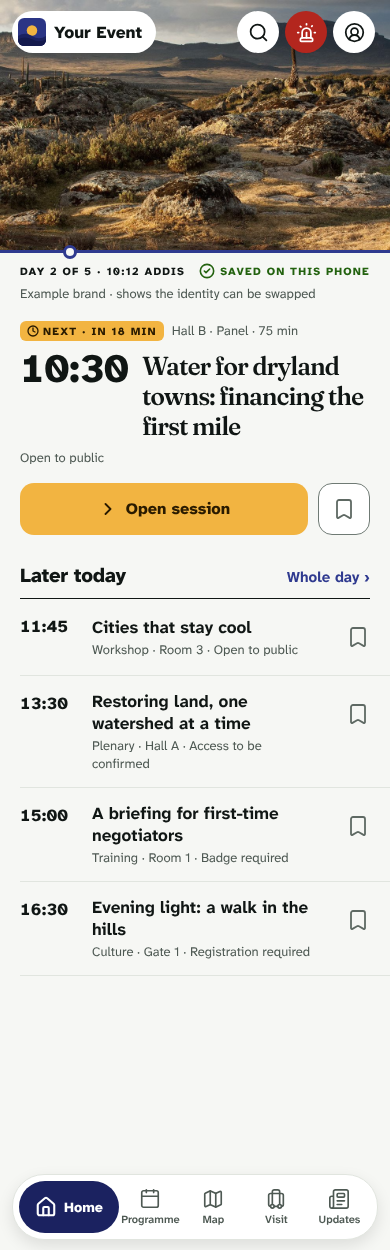 Your Event
DAY 2 OF 5 · 10:12 ADDIS
SAVED ON THIS PHONE
Example brand · shows the identity can be swapped
NEXT · IN 18 MIN
Hall B · Panel · 75 min
10:30
Water for dryland
towns: financing the
first mile
Open to public
Open session
Later today
Whole day ›
11:45
Cities that stay cool
Workshop · Room 3 · Open to public
13:30
Restoring land, one
watershed at a time
Plenary · Hall A · Access to be
confirmed
15:00
A briefing for first-time
negotiators
Training · Room 1 · Badge required
16:30
Evening light: a walk in the
hills
Culture · Gate 1 · Registration required
Home
Programme
Map
Visit
Updates